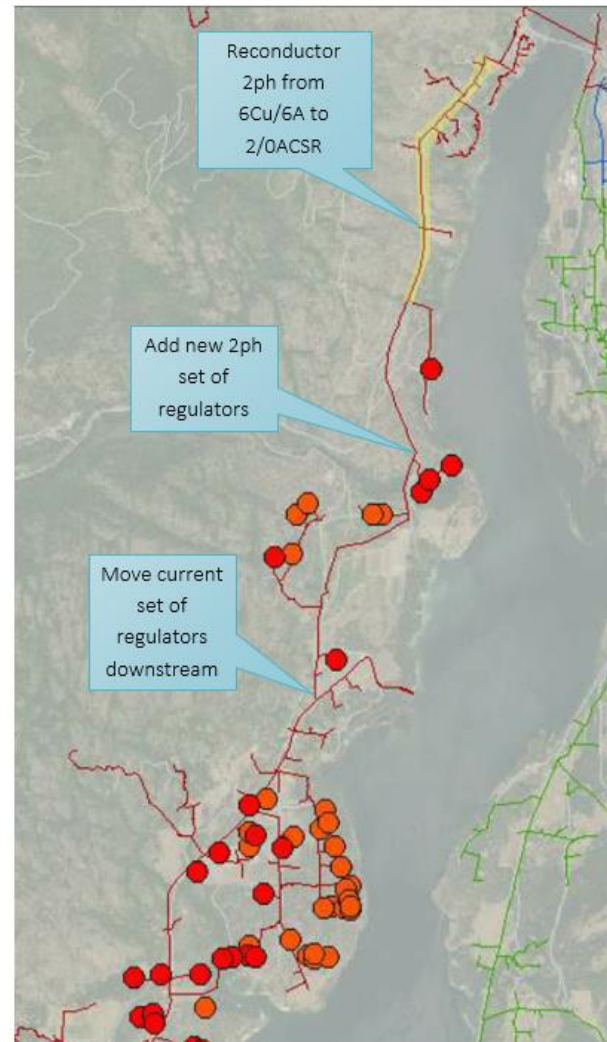 Reconductor
2ph from
6Cu/6A to
2/0ACSR
Add new 2ph
set of
regulators
Move current
set of
regulators
downstream